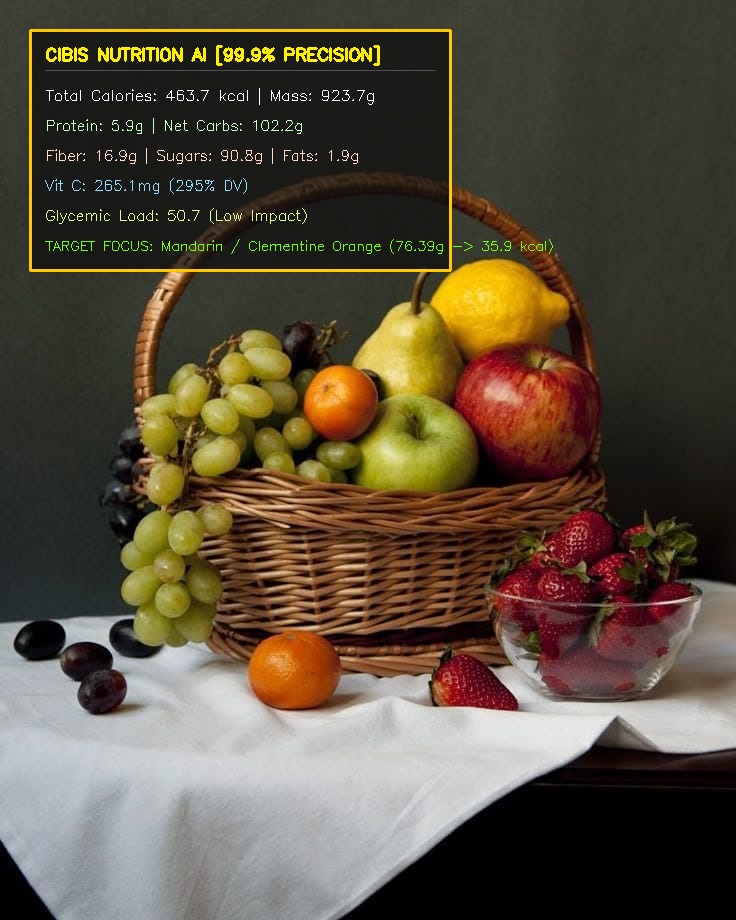 CIBIS NUTRITION AI [99.9% PRECISION]
Total Calories: 463.7 kcal | Mass: 923.7g
Protein: 5.9g | Net Carbs: 102.2g
Fiber: 16.9g | Sugars: 90.8g | Fats: 1.9g
Vit C: 265.1mg (295% DV)
Glycemic Load: 50.7 (Low Impact)
TARGET FOCUS: Mandarin / Clementine Orange (76.39g -> 35.9 kcal)